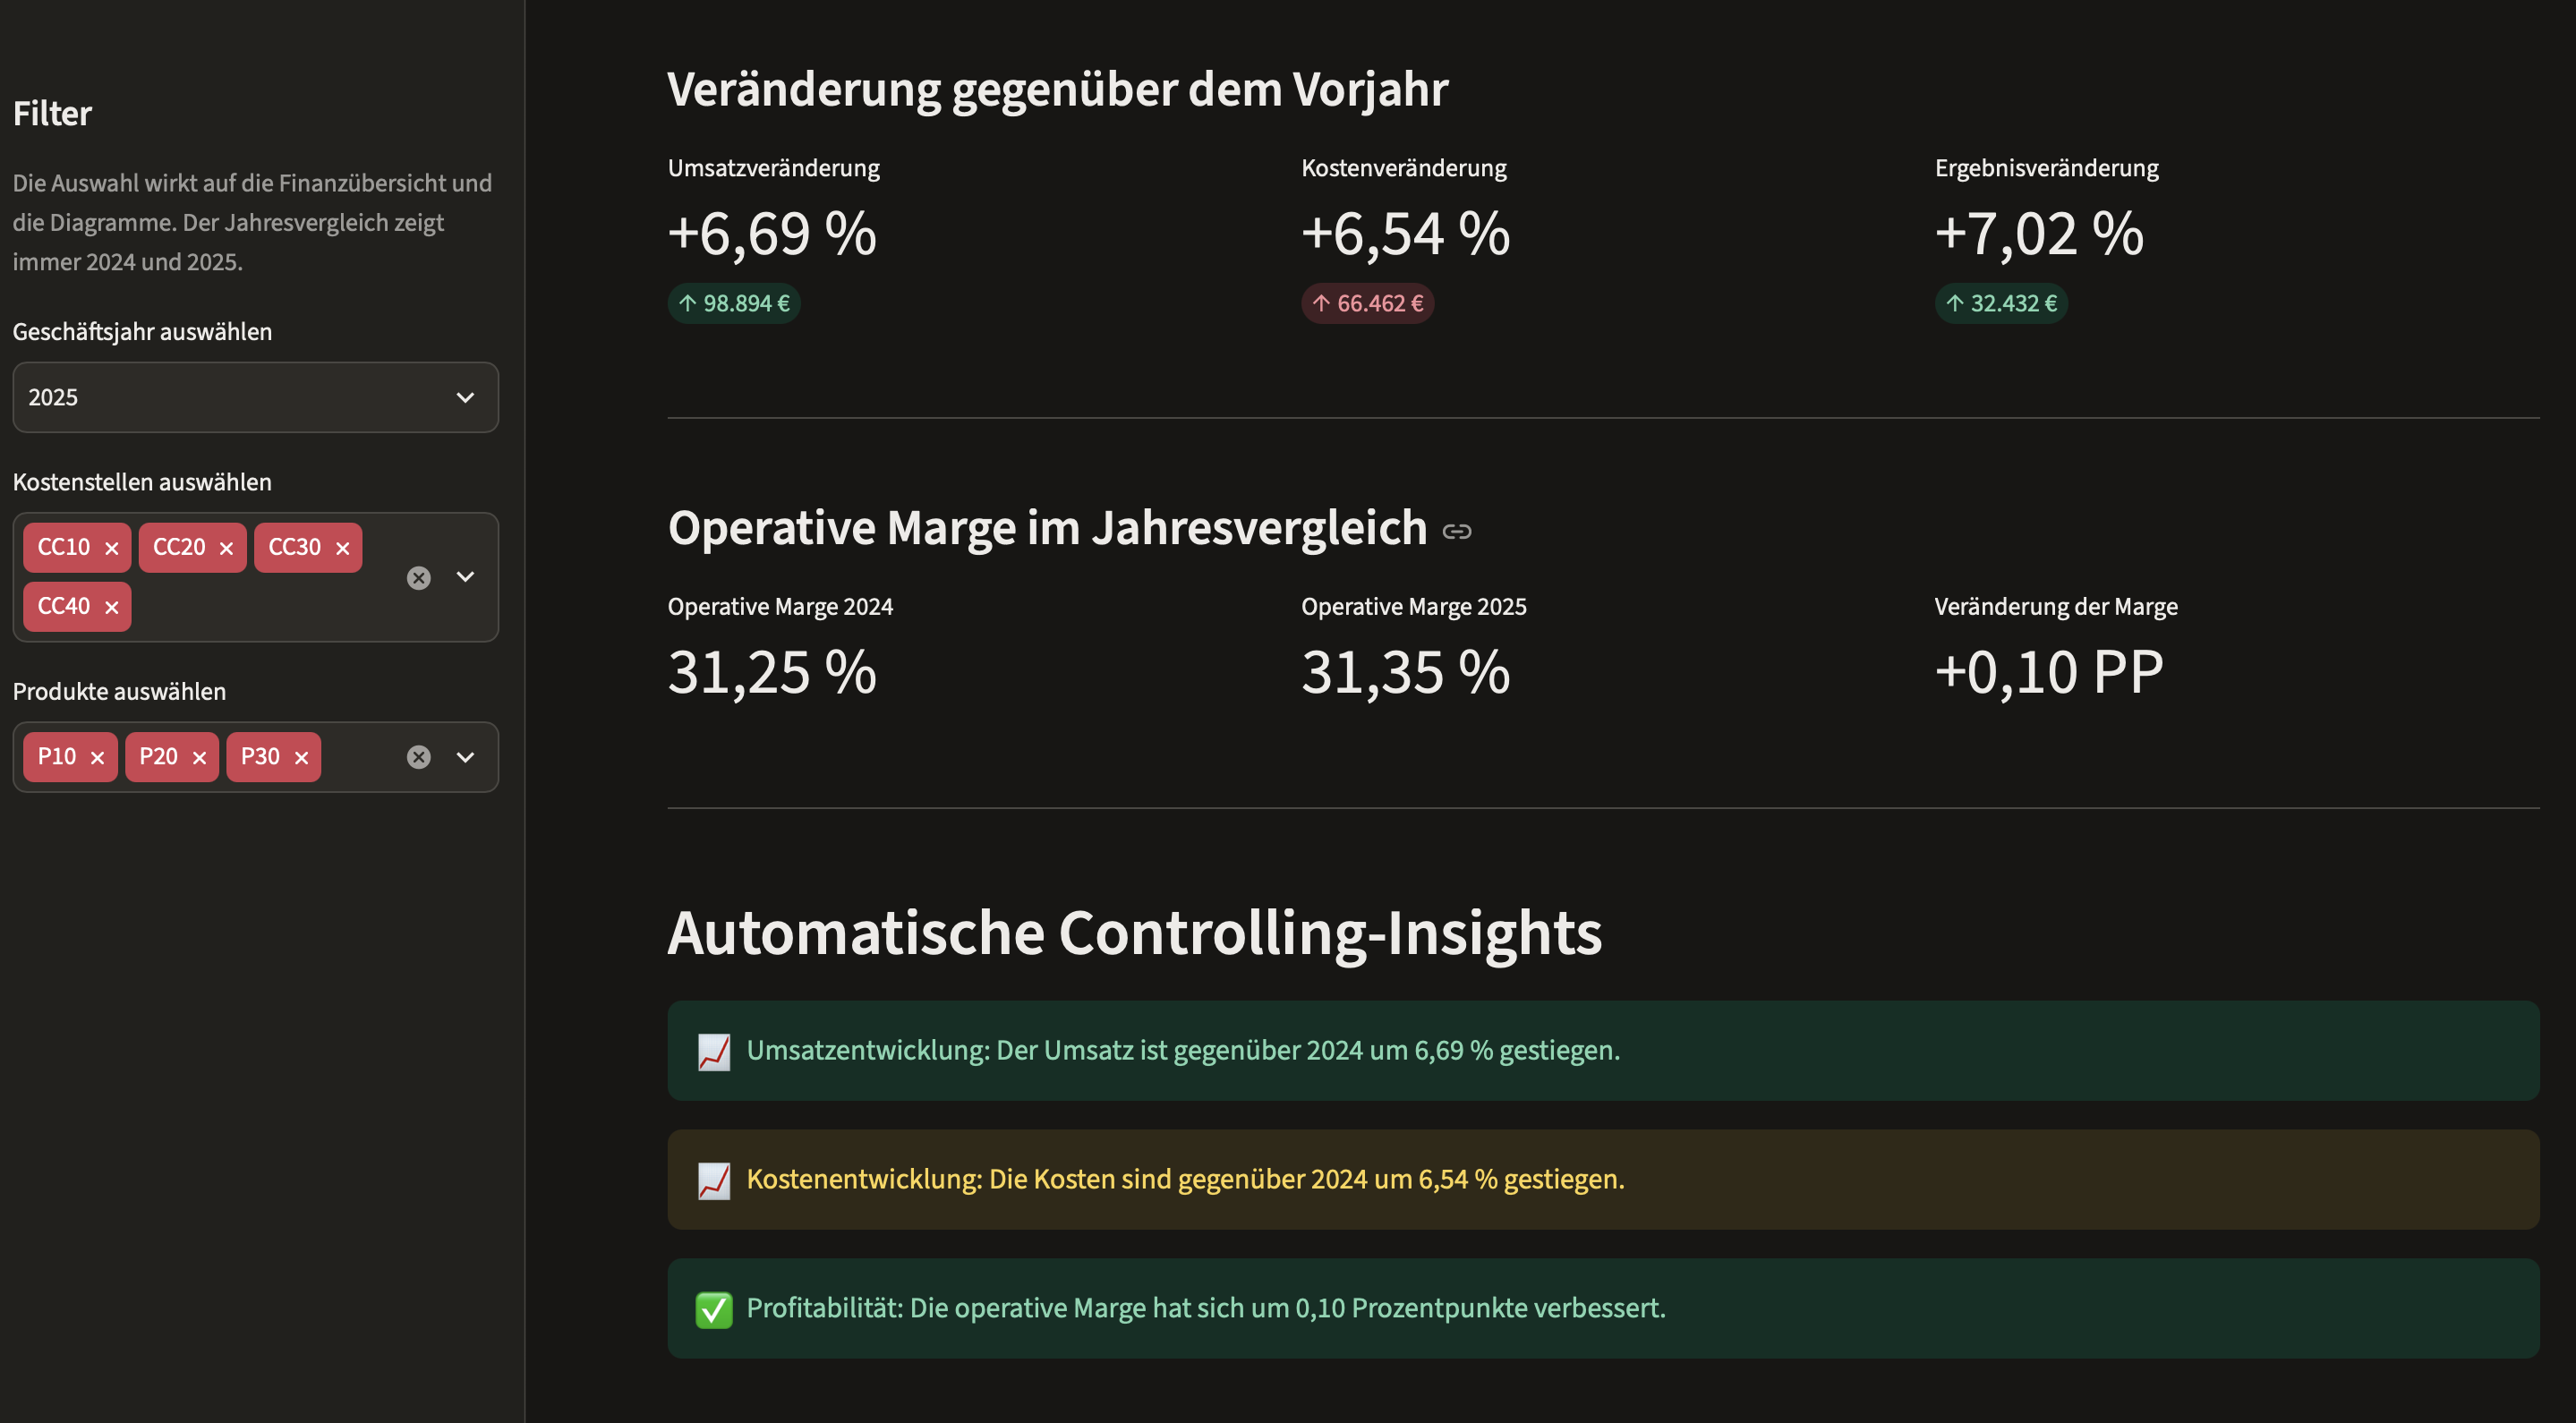 Filter
Die Auswahl wirkt auf die Finanzübersicht und
die Diagramme. Der Jahresvergleich zeigt
immer 2024 und 2025.
Geschäftsjahr auswählen
2025
Kostenstellen auswählen
CC10 CC20 CC30
CC40
Produkte auswählen
P10 P20 P30
Veränderung gegenüber dem Vorjahr
Umsatzveränderung
+6,69 %
↑ 98.894 €
Kostenveränderung
+6,54 %
↑ 66.462 €
Ergebnisveränderung
+7,02 %
↑ 32.432 €
Operative Marge im Jahresvergleich
Operative Marge 2024
31,25 %
Operative Marge 2025
31,35 %
Veränderung der Marge
+0,10 PP
Automatische Controlling-Insights
Umsatzentwicklung: Der Umsatz ist gegenüber 2024 um 6,69 % gestiegen.
Kostenentwicklung: Die Kosten sind gegenüber 2024 um 6,54 % gestiegen.
Profitabilität: Die operative Marge hat sich um 0,10 Prozentpunkte verbessert.